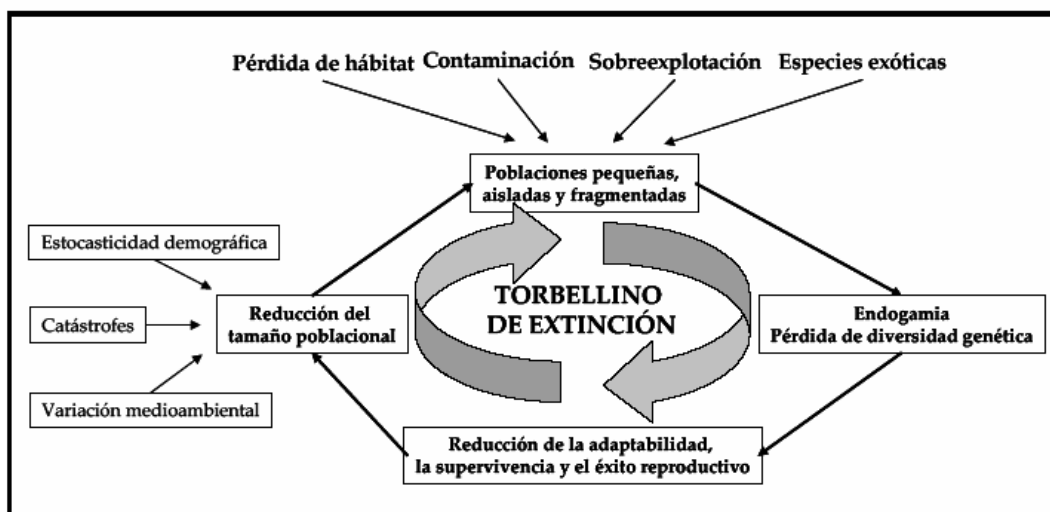 Pérdida de hábitat
Contaminación
Sobreexplotación
Especies exóticas
Poblaciones pequeñas,
aisladas y fragmentadas
Estocasticidad demográfica
Catástrofes
Variación medioambiental
Reducción del
tamaño poblacional
TORBELLINO
DE EXTINCIÓN
Endogamia
Pérdida de diversidad genética
Reducción de la adaptabilidad,
la supervivencia y el éxito reproductivo